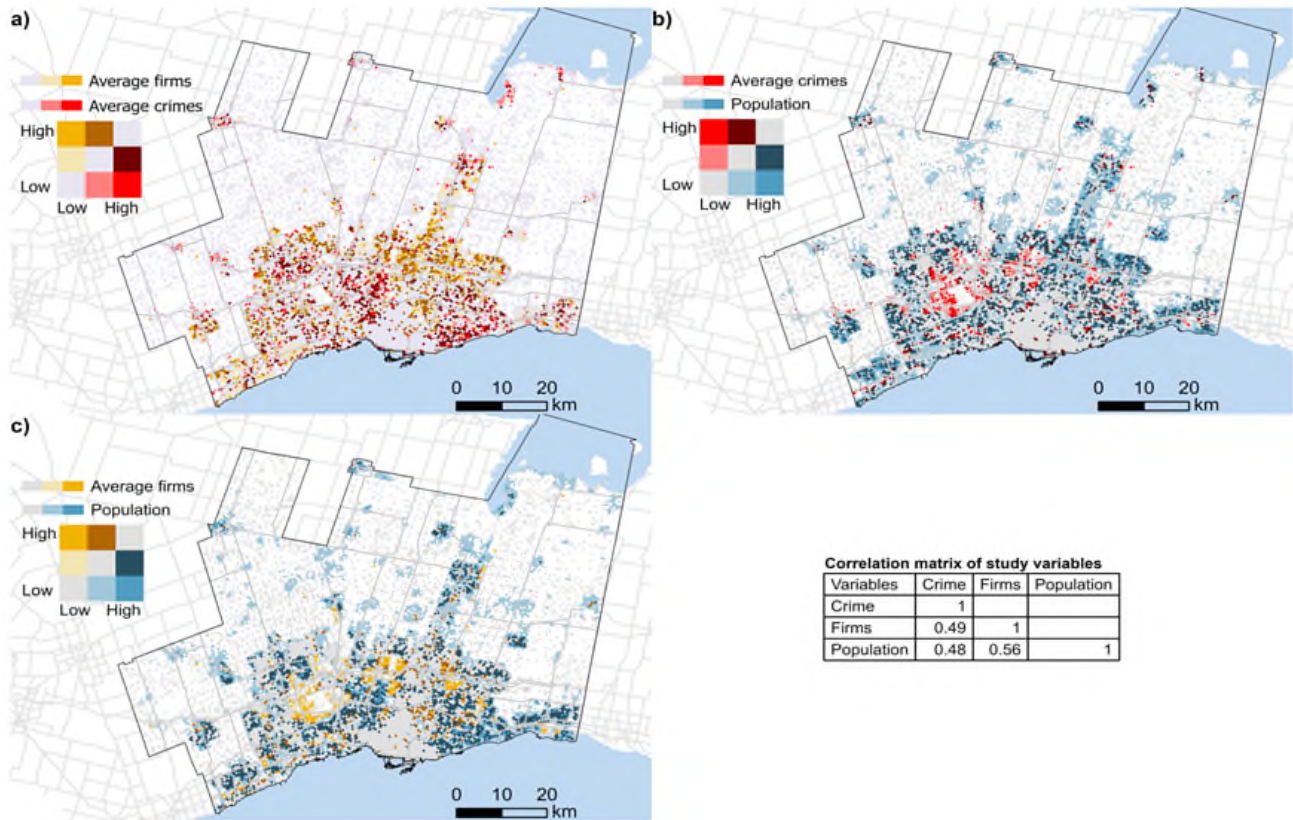 a)
Average firms
Average crimes
High
Low
Low High
0 10 20
km
b)
Average crimes
Population
High
Low
Low High
0 10 20
km
c)
Average firms
Population
High
Low
Low High
0 10 20
km
Correlation matrix of study variables
Variables Crime Firms Population
Crime 1
Firms 0.49 1
Population 0.48 0.56 1